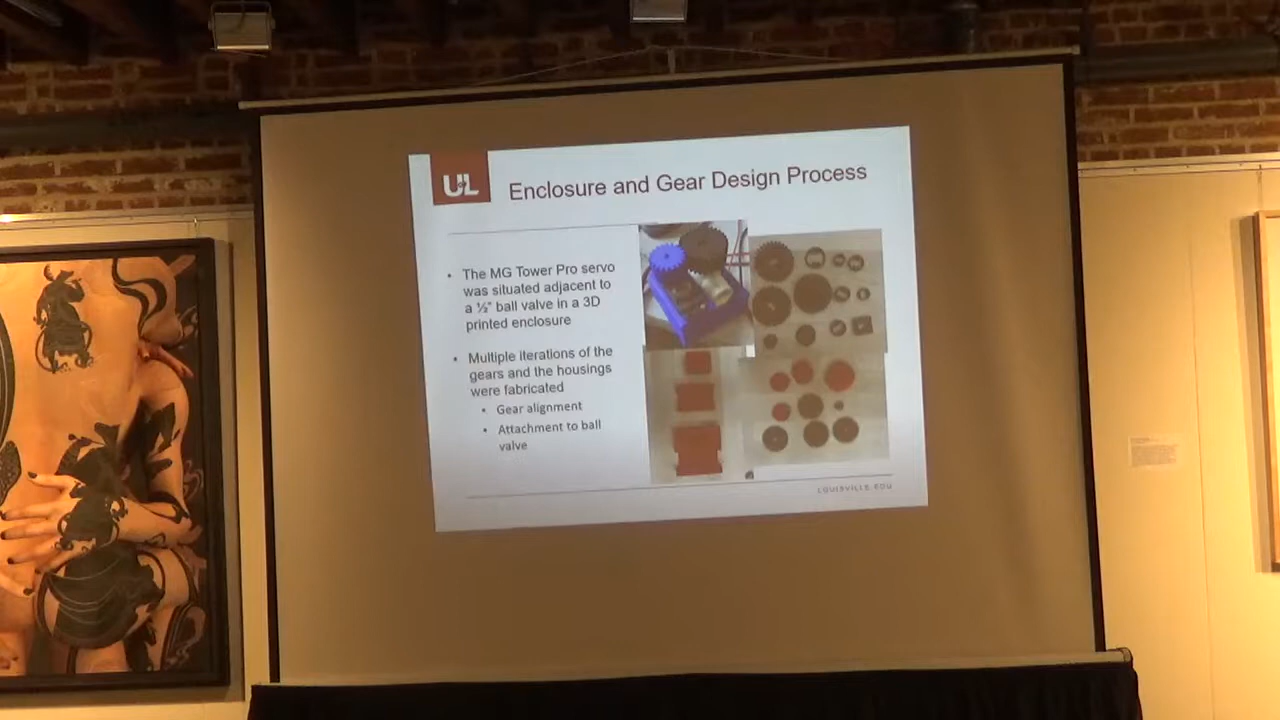 UofL
Enclosure and Gear Design Process
• The MG Tower Pro servo
was situated adjacent to
a ½" ball valve in a 3D
printed enclosure
• Multiple iterations of the
gears and the housings
were fabricated
• Gear alignment
• Attachment to ball
valve
LOUISVILLE.EDU